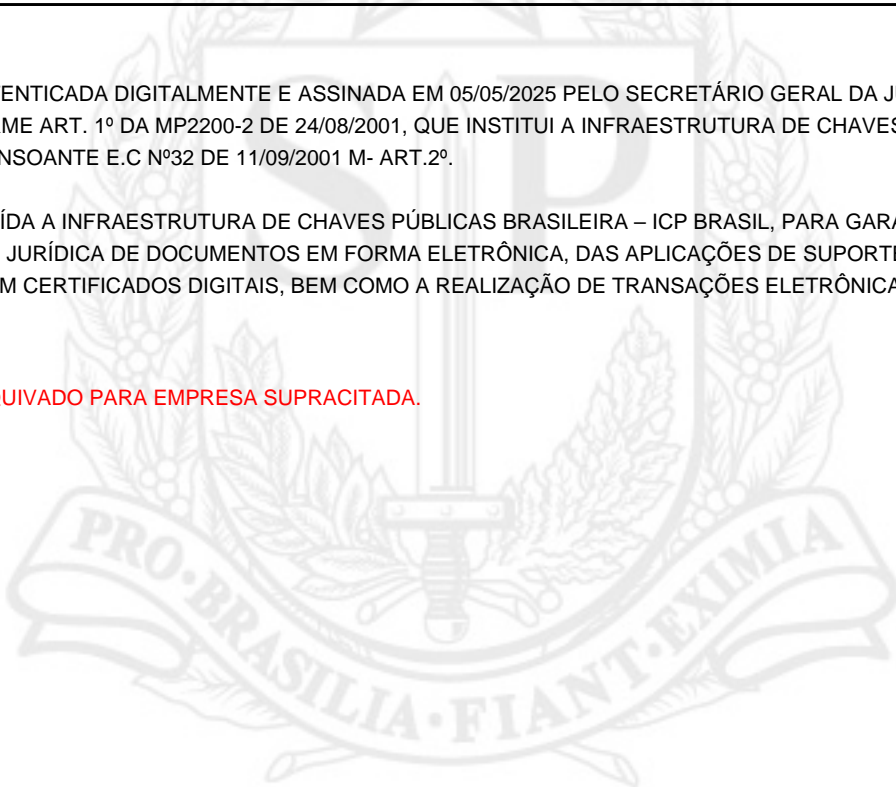 ENTICADA DIGITALMENTE E ASSINADA EM 05/05/2025 PELO SECRETÁRIO GERAL DA J
ME ART. 1º DA MP2200-2 DE 24/08/2001, QUE INSTITUI A INFRAESTRUTURA DE CHAVES
NSOANTE E.C Nº32 DE 11/09/2001 M- ART.2º.
ÍDA A INFRAESTRUTURA DE CHAVES PÚBLICAS BRASILEIRA – ICP BRASIL, PARA GARA
JURÍDICA DE DOCUMENTOS EM FORMA ELETRÔNICA, DAS APLICAÇÕES DE SUPORTE
M CERTIFICADOS DIGITAIS, BEM COMO A REALIZAÇÃO DE TRANSAÇÕES ELETRÔNICA
UIVADO PARA EMPRESA SUPRACITADA.
SP
PRO·BRASILIA·FIANT·EXIMIA